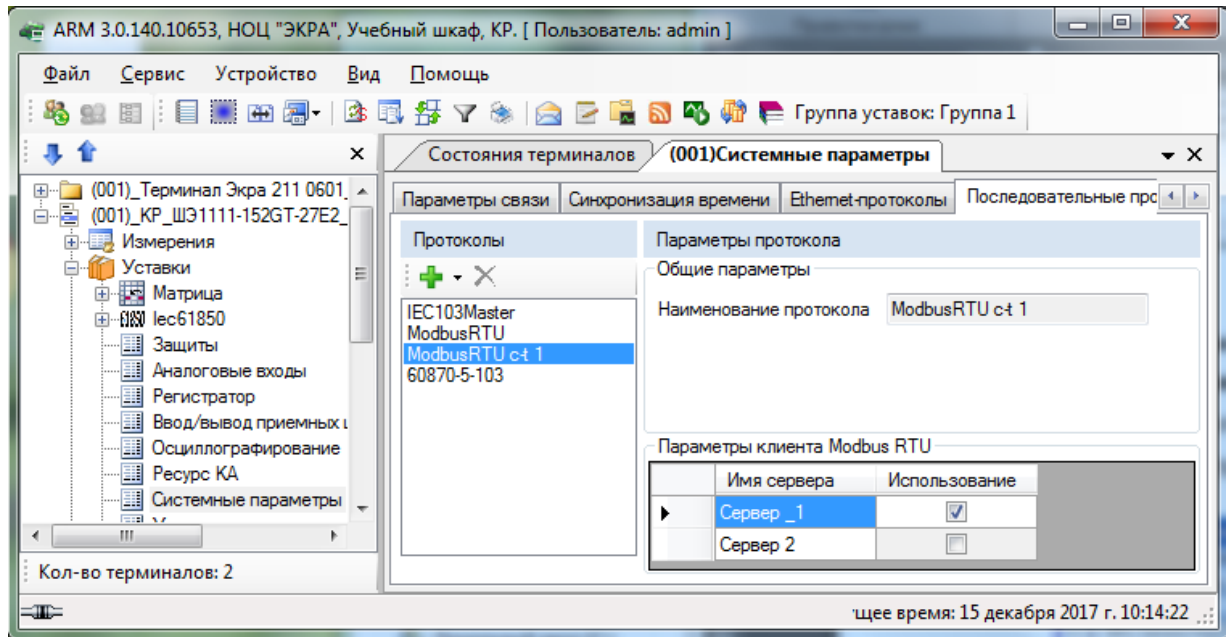 ARM 3.0.140.10653, НОЦ "ЭКРА", Учебный шкаф, КР. [ Пользователь: admin ]
Файл Сервис Устройство Вид Помощь
Группа уставок: Группа 1
Состояния терминалов (001)Системные параметры
(001)_Терминал Экра 211 0601_
(001)_КР_ШЭ1111-152GT-27E2_
Измерения
Уставки
Матрица
Iec61850
Защиты
Аналоговые входы
Регистратор
Ввод/вывод приемных
Осциллографирование
Ресурс КА
Системные параметры
Кол-во терминалов: 2
Параметры связи Синхронизация времени Ethernet-протоколы Последовательные прс
Протоколы
IEC103Master
ModbusRTU
ModbusRTU c-t 1
60870-5-103
Параметры протокола
Общие параметры
Наименование протокола ModbusRTU c-t 1
Параметры клиента Modbus RTU
Имя сервера Использование
Сервер _1
Сервер 2
щее время: 15 декабря 2017 г. 10:14:22